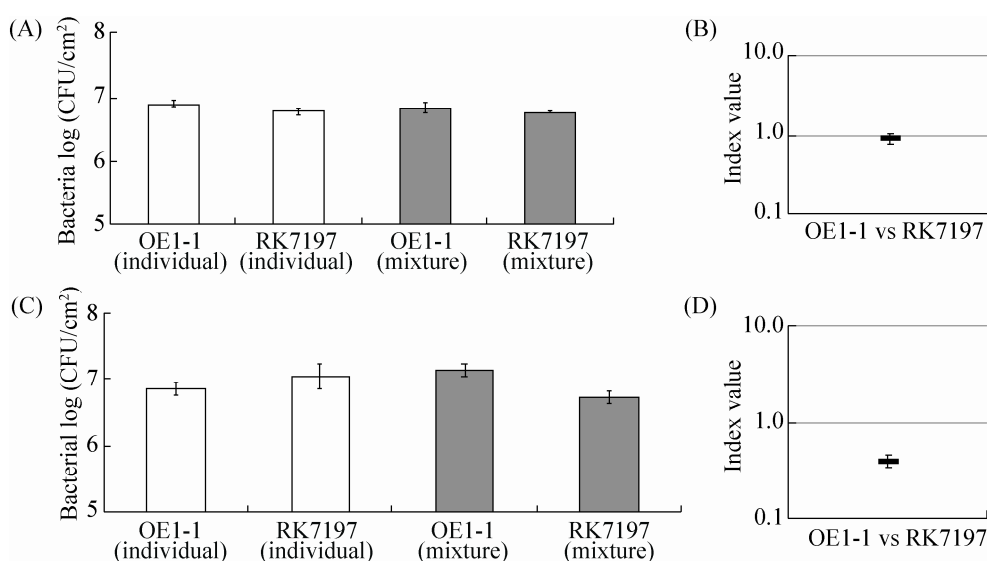 (A)
Bacteria log (CFU/cm²)
8
7
6
5
OE1-1
(individual)
RK7197
(individual)
OE1-1
(mixture)
RK7197
(mixture)
(B)
Index value
10.0
1.0
0.1
OE1-1 vs RK7197
(C)
Bacterial log (CFU/cm²)
8
7
6
5
OE1-1
(individual)
RK7197
(individual)
OE1-1
(mixture)
RK7197
(mixture)
(D)
Index value
10.0
1.0
0.1
OE1-1 vs RK7197